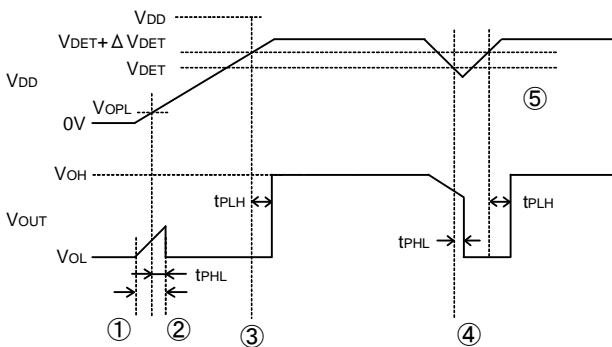 VDD
VDET+ΔVDET
VDET
VDD
VOPL
0V
⑤
VOH
tPLH
tPLH
VOUT
tPHL
VOL
tPHL
① ② ③ ④